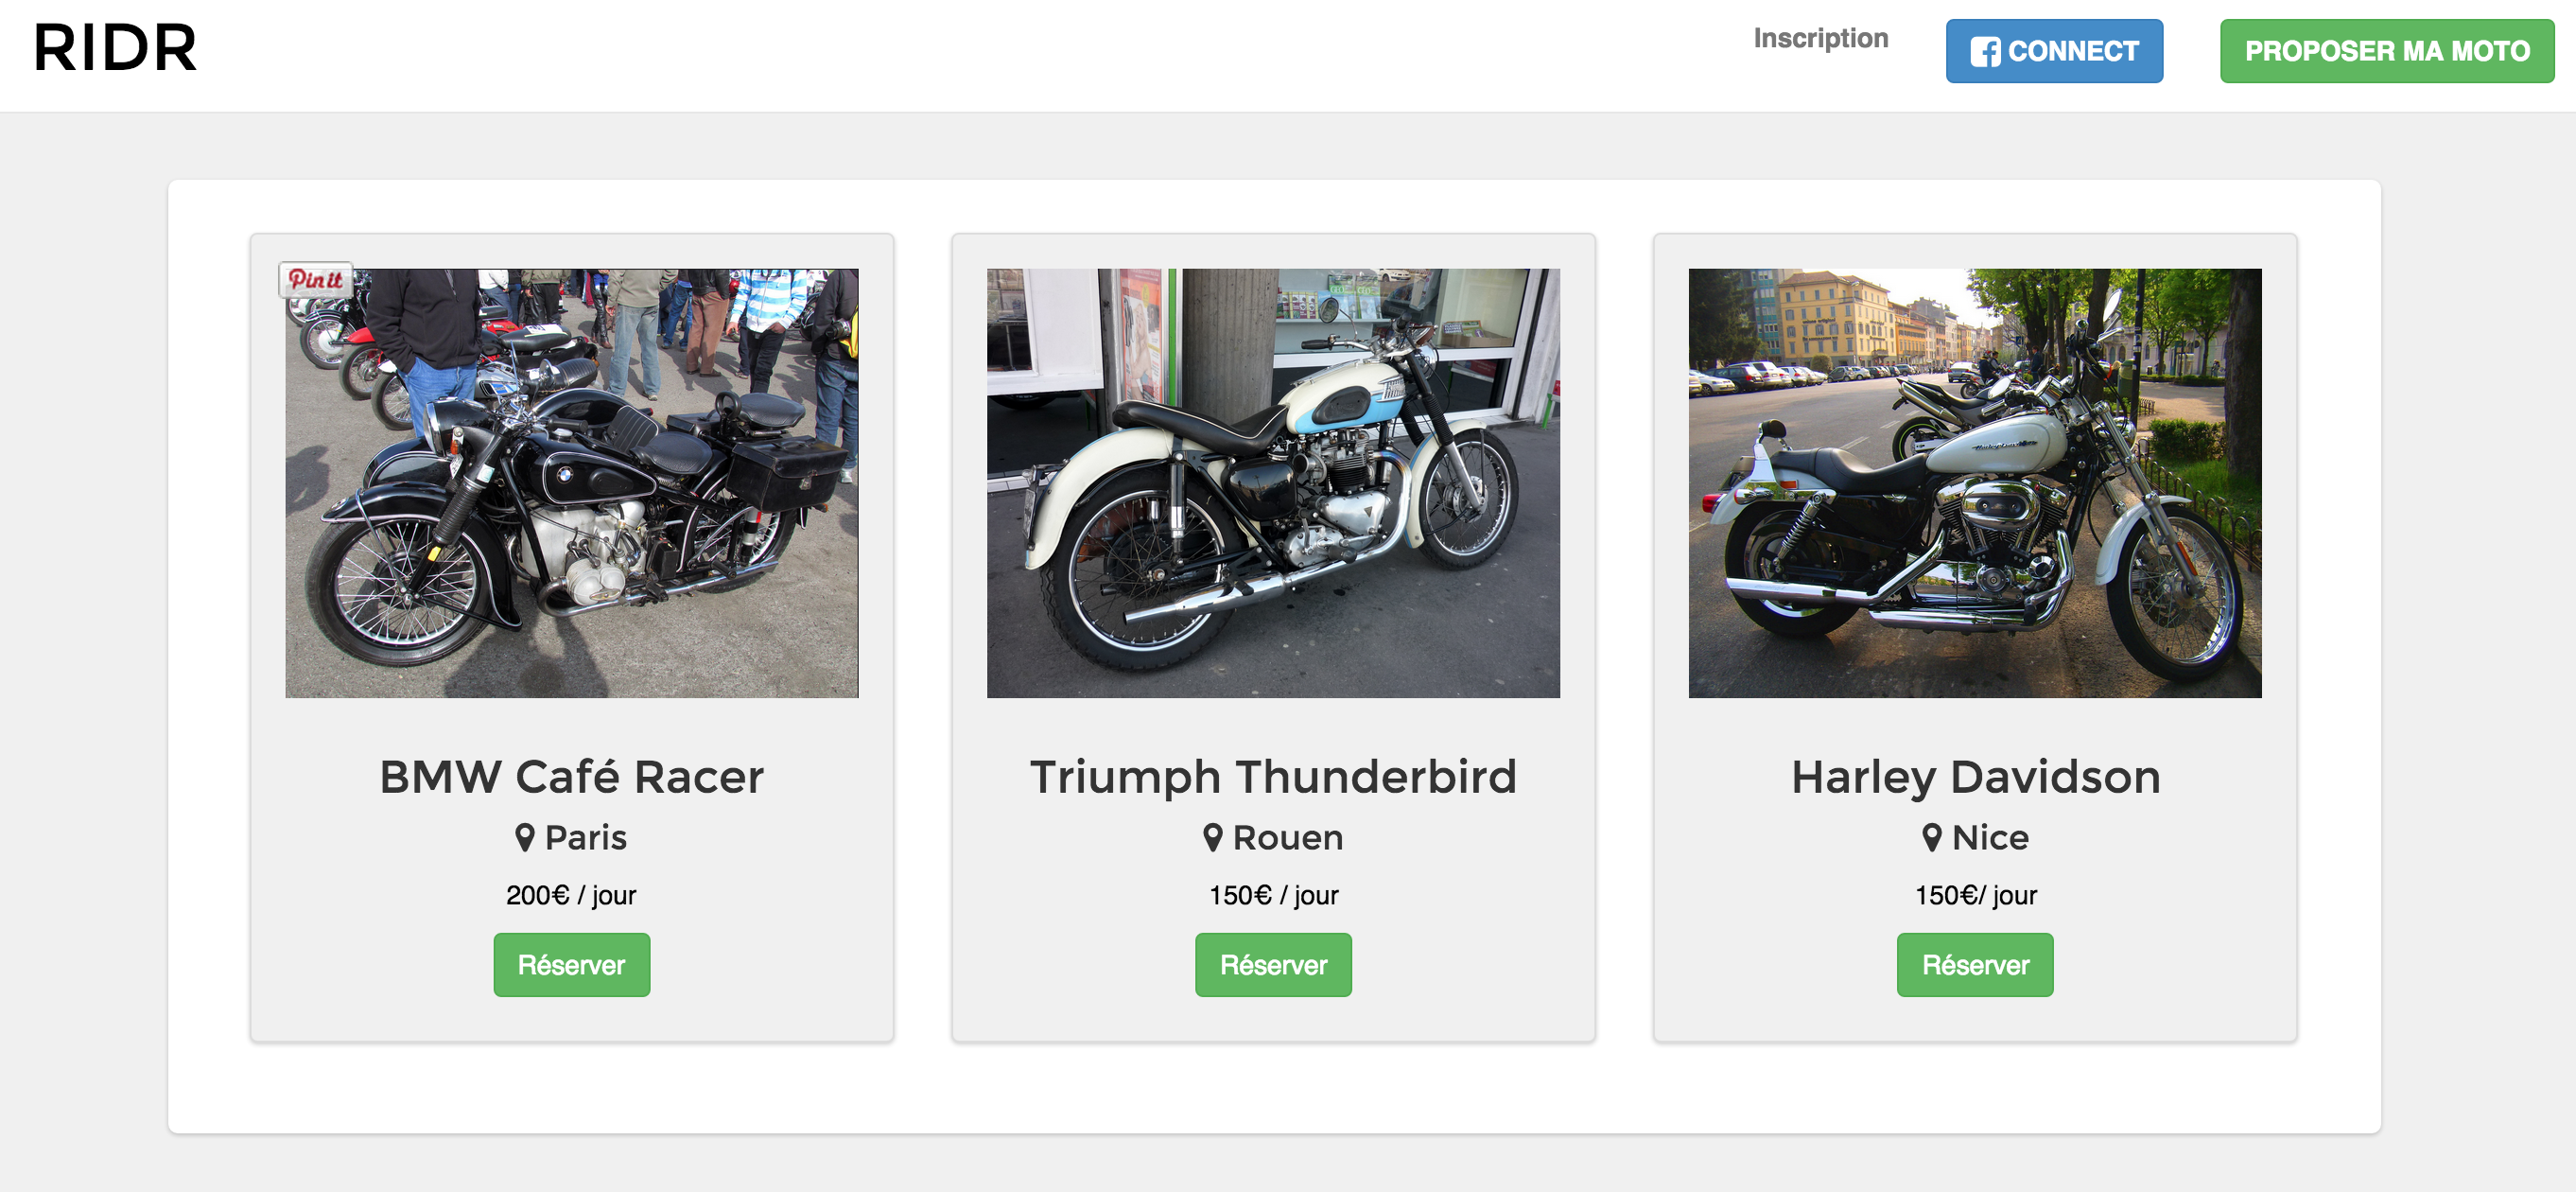 RIDR
Inscription
CONNECT
PROPOSER MA MOTO
Pin it
BMW Café Racer
Paris
200€ / jour
Réserver
Triumph Thunderbird
Rouen
150€ / jour
Réserver
Harley Davidson
Nice
150€/ jour
Réserver